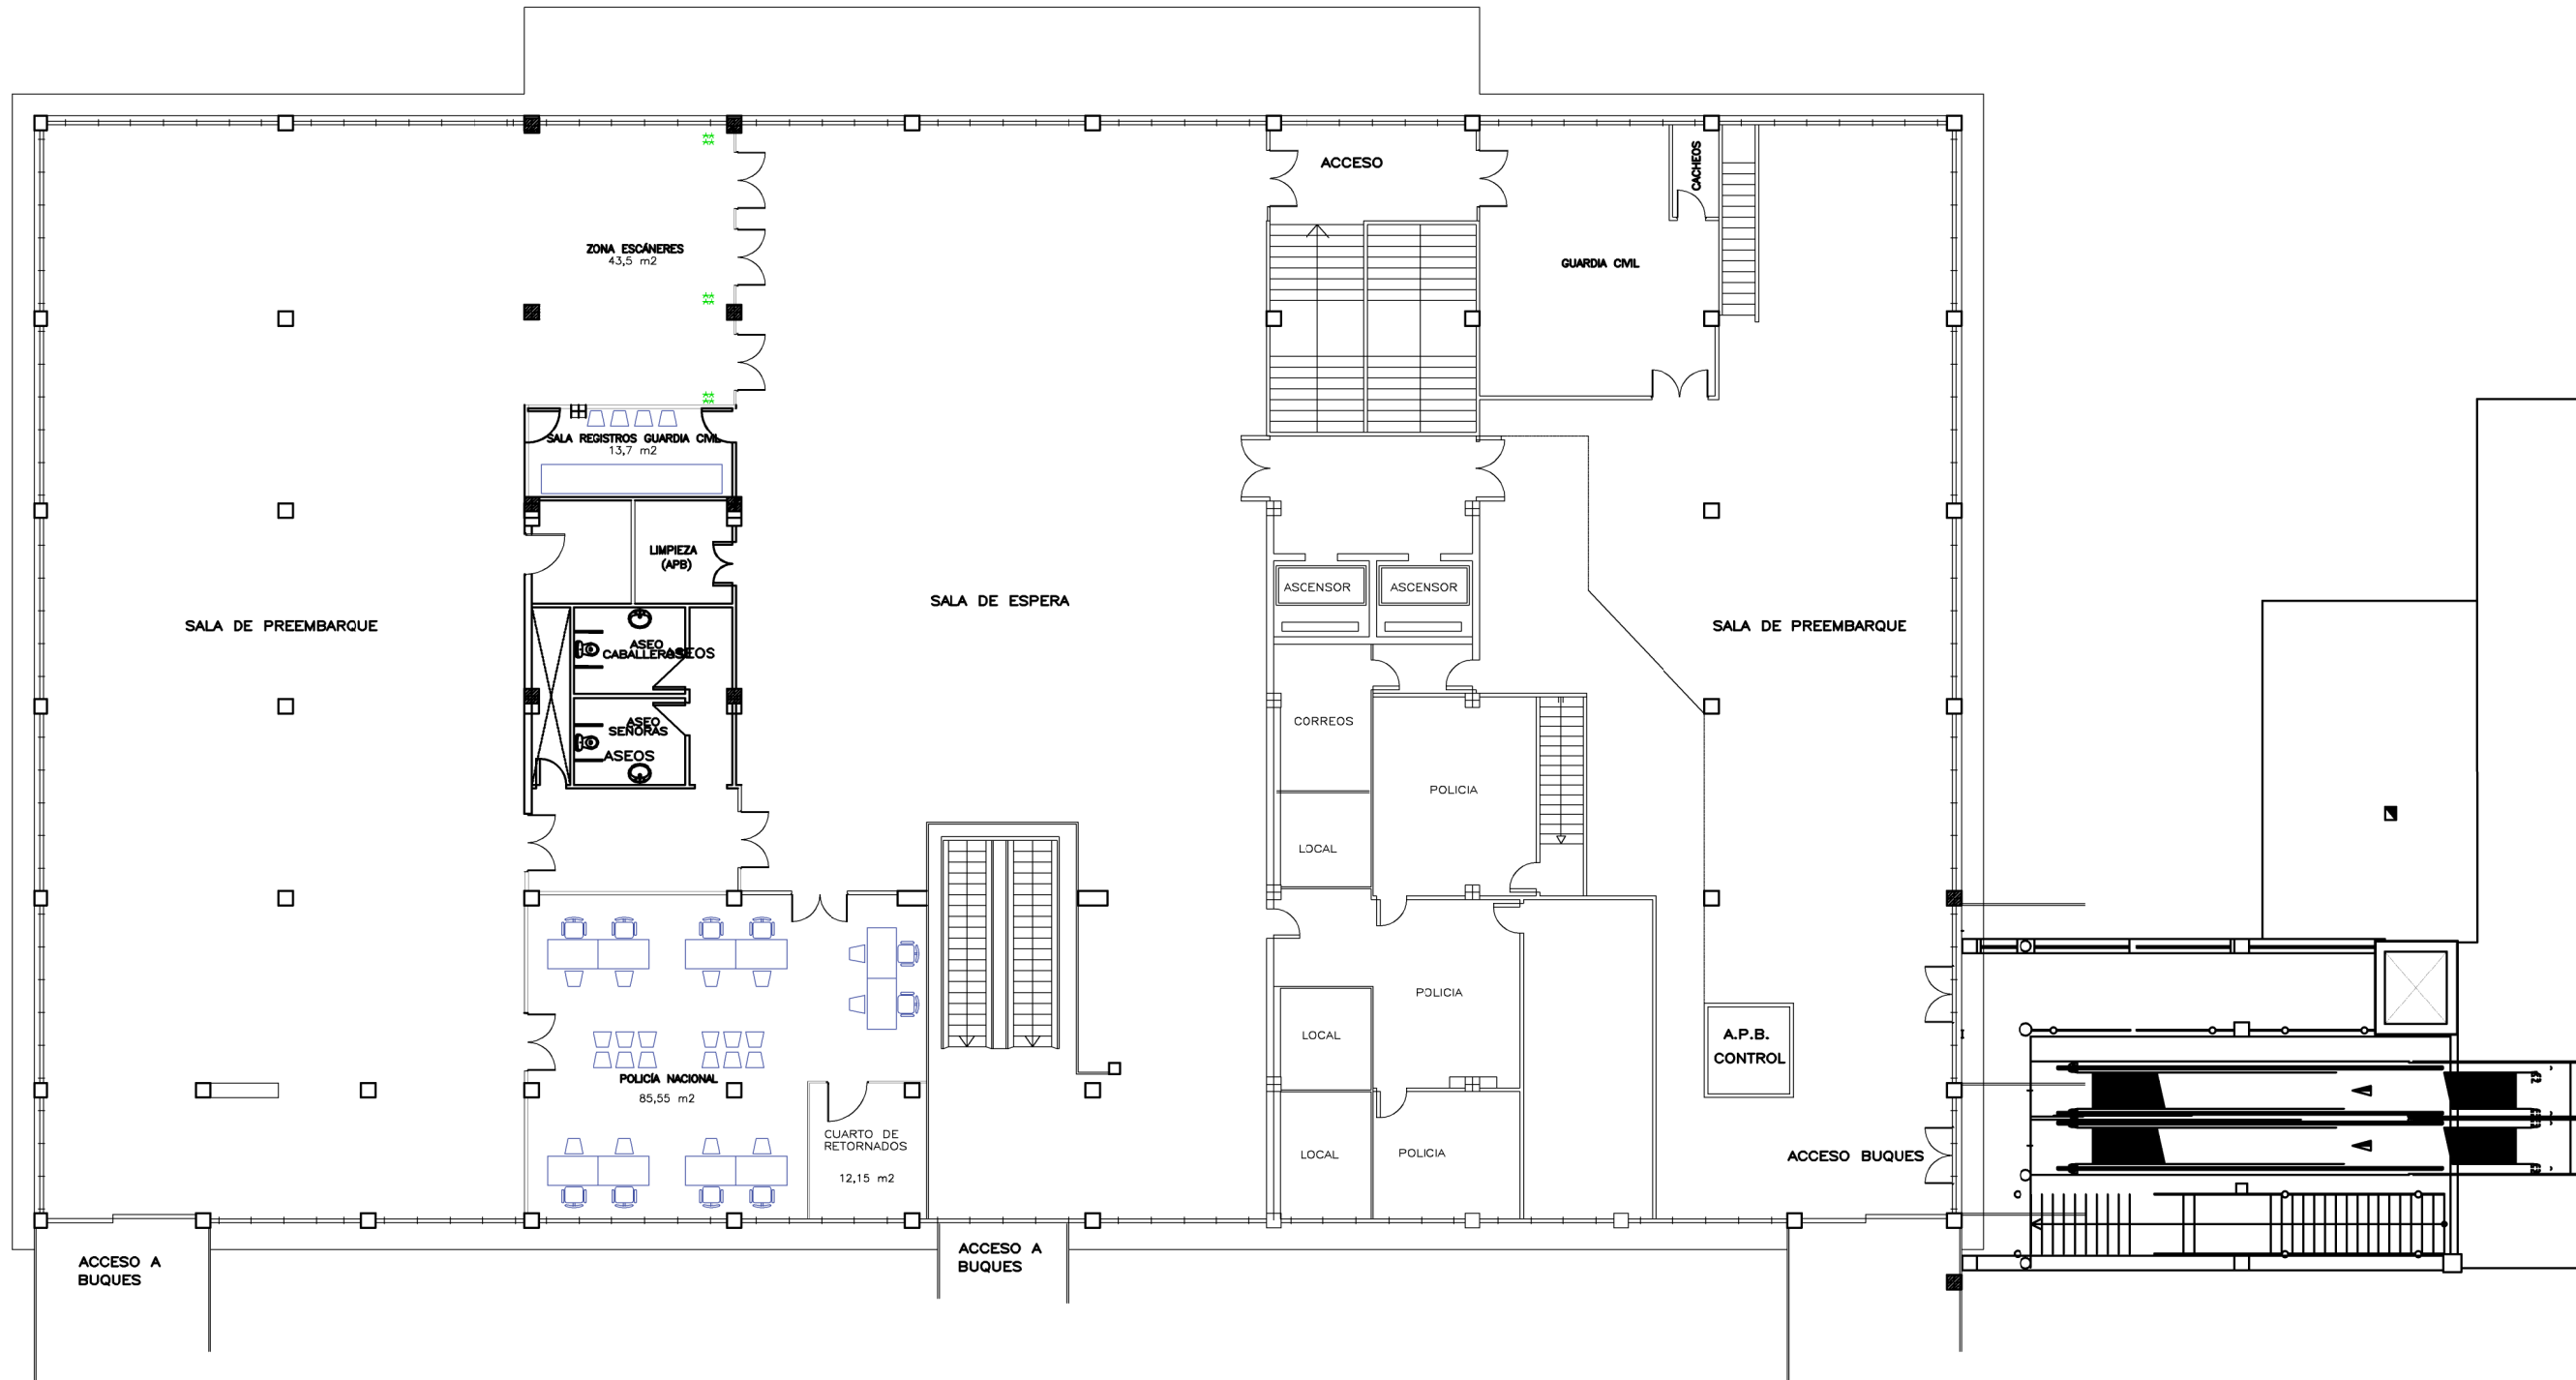 ACCESO
CACHEOS
ZONA ESCÁNERES
43,5 m2
GUARDIA CIVIL
SALA REGISTROS GUARDIA CIVIL
13,7 m2
LIMPIEZA
(APB)
ASCENSOR
ASCENSOR
SALA DE ESPERA
SALA DE PREEMBARQUE
SALA DE PREEMBARQUE
ASEO
CABALLEROS
ASEOS
ASEO
SEÑORAS
ASEOS
CORREOS
POLICIA
LOCAL
POLICIA
LOCAL
A.P.B.
CONTROL
POLICÍA NACIONAL
85,55 m2
CUARTO DE
RETORNADOS
12,15 m2
LOCAL
POLICIA
ACCESO BUQUES
ACCESO A
BUQUES
ACCESO A
BUQUES